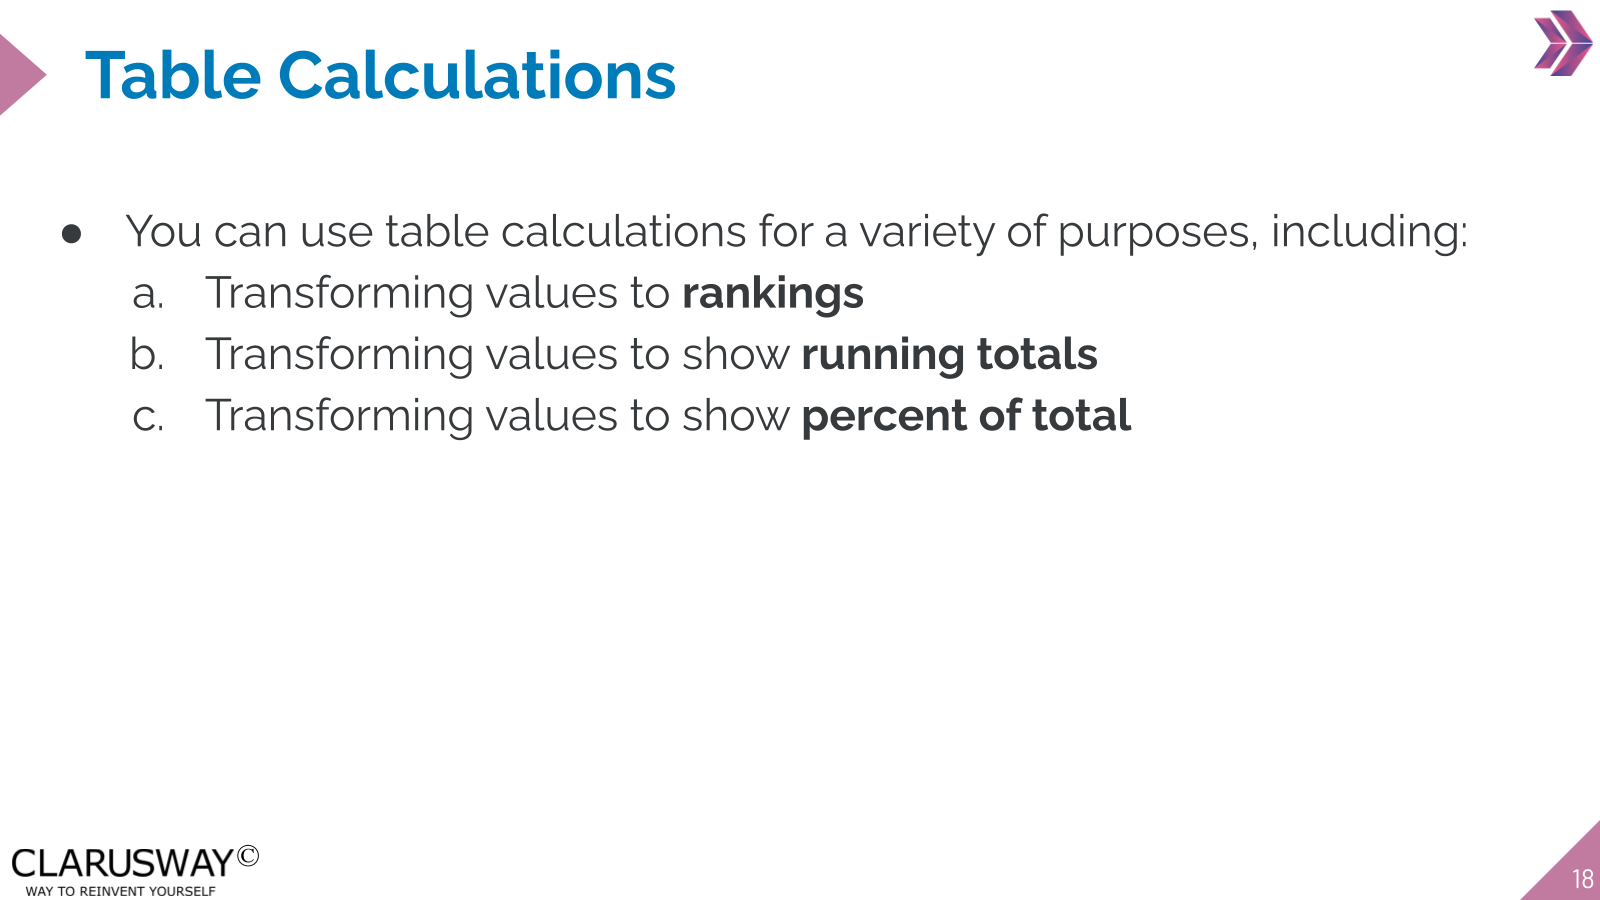 Table Calculations
● You can use table calculations for a variety of purposes, including:
a. Transforming values to rankings
b. Transforming values to show running totals
c. Transforming values to show percent of total
CLARUSWAY©
WAY TO REINVENT YOURSELF
18